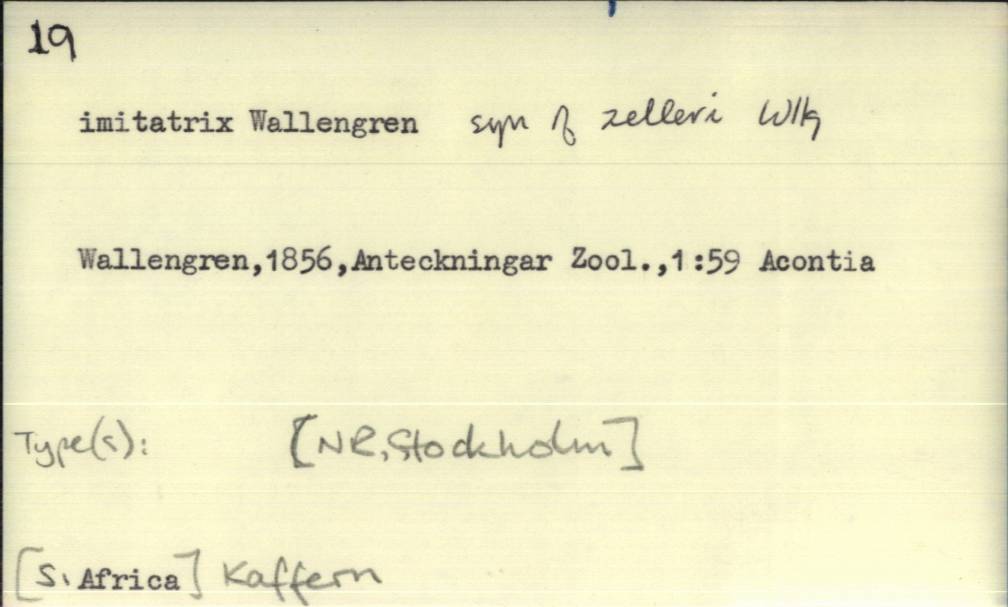 19
imitatrix Wallengren syn of zelleri Wlk
Wallengren,1856,Anteckningar Zool.,1:59 Acontia
Type(s): [NR, Stockholm]
[S. Africa] Kaffern